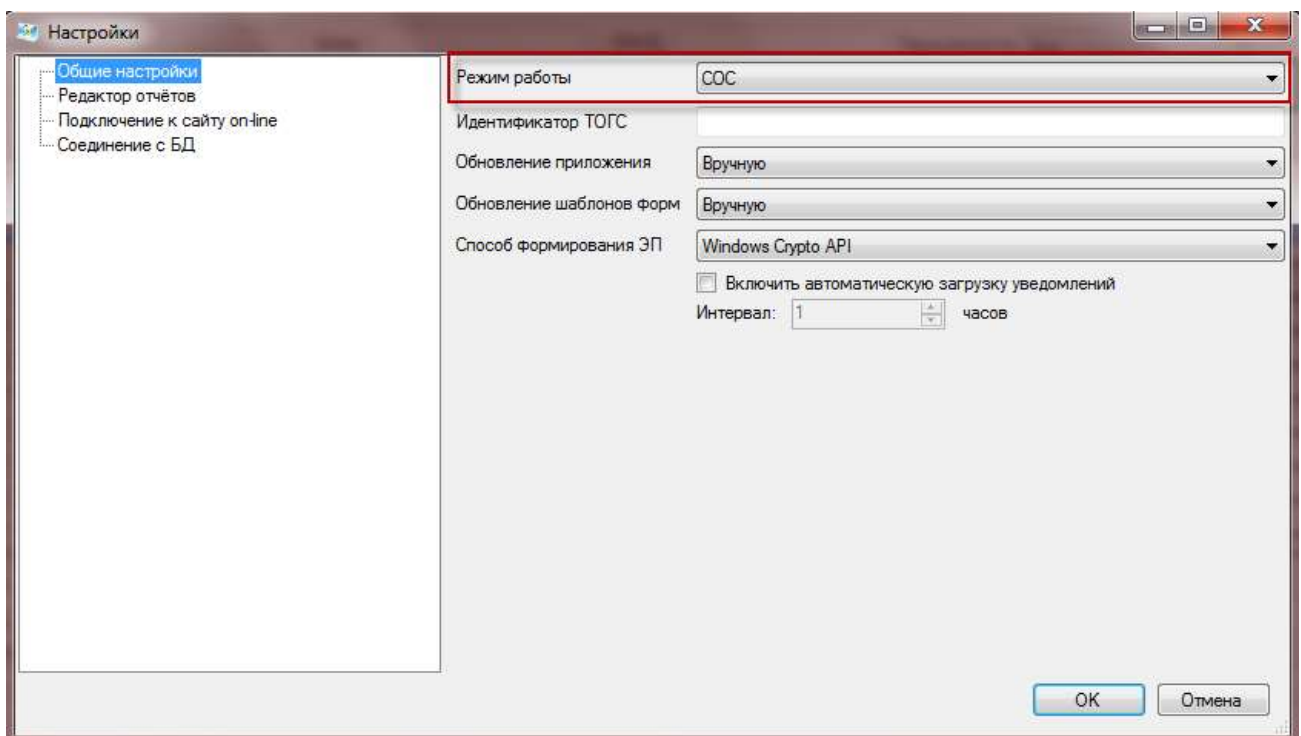 Настройки
Общие настройки
Редактор отчётов
Подключение к сайту on-line
Соединение с БД
Режим работы СОС
Идентификатор ТОГС
Обновление приложения Вручную
Обновление шаблонов форм Вручную
Способ формирования ЭП Windows Crypto API
Включить автоматическую загрузку уведомлений
Интервал: 1 часов
OK Отмена